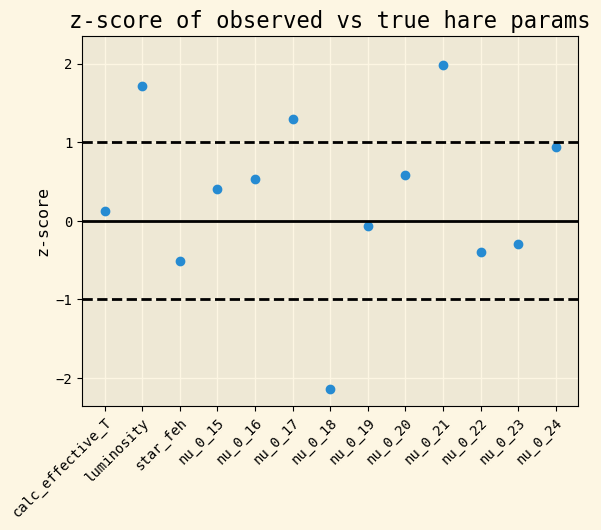 z-score of observed vs true hare params
z-score
2
1
0
−1
−2
calc_effective_T
luminosity
star_feh
nu_0_15
nu_0_16
nu_0_17
nu_0_18
nu_0_19
nu_0_20
nu_0_21
nu_0_22
nu_0_23
nu_0_24